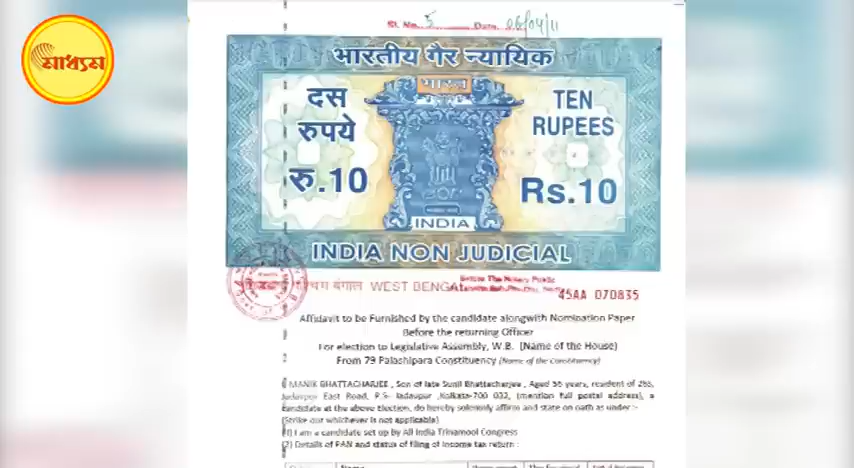 মাধ্যম
Sl. No. 5 Date 06/04/11
भारतीय गैर न्यायिक
भारत
दस
रुपये
रु.10
TEN
RUPEES
Rs.10
INDIA
INDIA NON JUDICIAL
बंगाल WEST BENGAL
Before The Notary Public
45AA 070835
Affidavit to be Furnished by the candidate alongwith Nomination Paper
Before the returning Officer
For election to Legislative Assembly, W.B. (Name of the House)
From 79 Palashipara Constituency (Name of the Constituency)
I MANIK BHATTACHARJEE , Son of late Sunil Bhattacharjee , Aged 56 years, resident of
Jadavpur East Road, P.S- Jadavpur ,Kolkata-700 032, (mention full postal address), a
candidate at the above Election, do hereby solemnly affirm and state on oath as under :-
(Strike out whichever is not applicable)
(1) I am a candidate set up by All India Trinamool Congress
(2) Details of PAN and status of filing of Income tax return :
Name